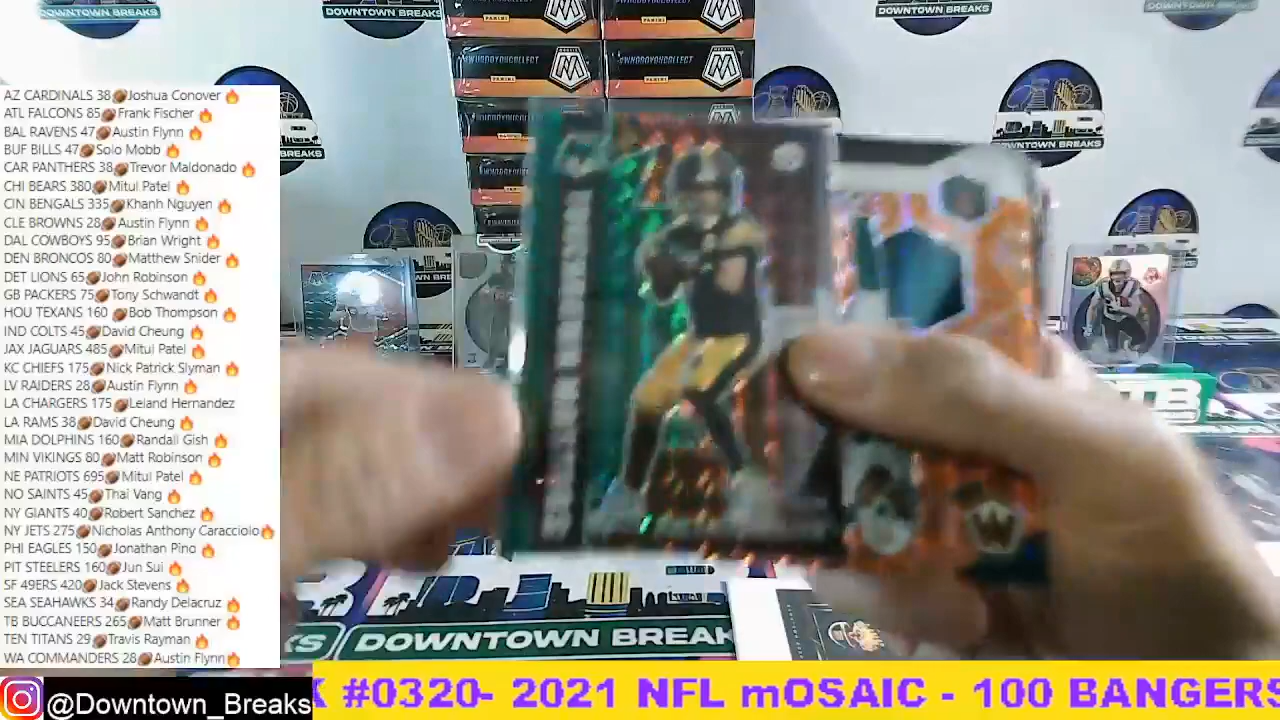 DOWNTOWN BREAKS
DOWNTOWN BREAKS
DOWNTOWN BREAKS
PANINI
PANINI
#WHODOYOUCOLLECT
#WHODOYOUCOLLECT
PANINI
PANINI
AZ CARDINALS 38🏈Joshua Conover 🔥
ATL FALCONS 85🏈Frank Fischer 🔥
BAL RAVENS 47🏈Austin Flynn 🔥
BUF BILLS 47🏈Solo Mobb 🔥
CAR PANTHERS 38🏈Trevor Maldonado 🔥
CHI BEARS 380🏈Mitul Patel 🔥
CIN BENGALS 335🏈Khanh Nguyen 🔥
CLE BROWNS 28🏈Austin Flynn 🔥
DAL COWBOYS 95🏈Brian Wright 🔥
DEN BRONCOS 80🏈Matthew Snider 🔥
DET LIONS 65🏈John Robinson 🔥
GB PACKERS 75🏈Tony Schwandt 🔥
HOU TEXANS 160 🏈Bob Thompson 🔥
IND COLTS 45🏈David Cheung 🔥
JAX JAGUARS 485🏈Mitul Patel 🔥
KC CHIEFS 175🏈Nick Patrick Slyman 🔥
LV RAIDERS 28🏈Austin Flynn 🔥
LA CHARGERS 175🏈Leland Hernandez
LA RAMS 38🏈David Cheung 🔥
MIA DOLPHINS 160🏈Randall Gish 🔥
MIN VIKINGS 80🏈Matt Robinson 🔥
NE PATRIOTS 695🏈Mitul Patel 🔥
NO SAINTS 45🏈Thai Vang 🔥
NY GIANTS 40🏈Robert Sanchez 🔥
NY JETS 275🏈Nicholas Anthony Caracciolo🔥
PHI EAGLES 150🏈Jonathan Pino 🔥
PIT STEELERS 160🏈Jun Sui 🔥
SF 49ERS 420🏈Jack Stevens 🔥
SEA SEAHAWKS 34🏈Randy Delacruz 🔥
TB BUCCANEERS 265🏈Matt Brunner 🔥
TEN TITANS 29🏈Travis Rayman 🔥
WA COMMANDERS 28🏈Austin Flynn🔥
DOWNTOWN BREAK
@Downtown_Breaks
#0320- 2021 NFL mOSAIC - 100 BANGERS